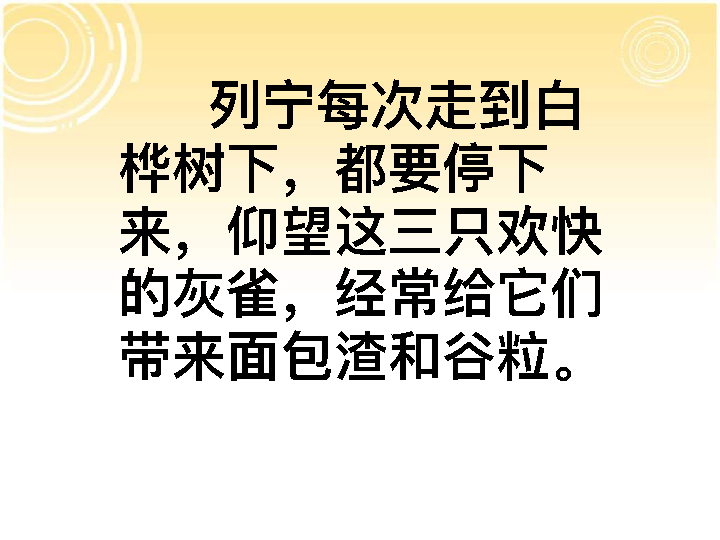 列宁每次走到白
桦树下，都要停下
来，仰望这三只欢快
的灰雀，经常给它们
带来面包渣和谷粒。